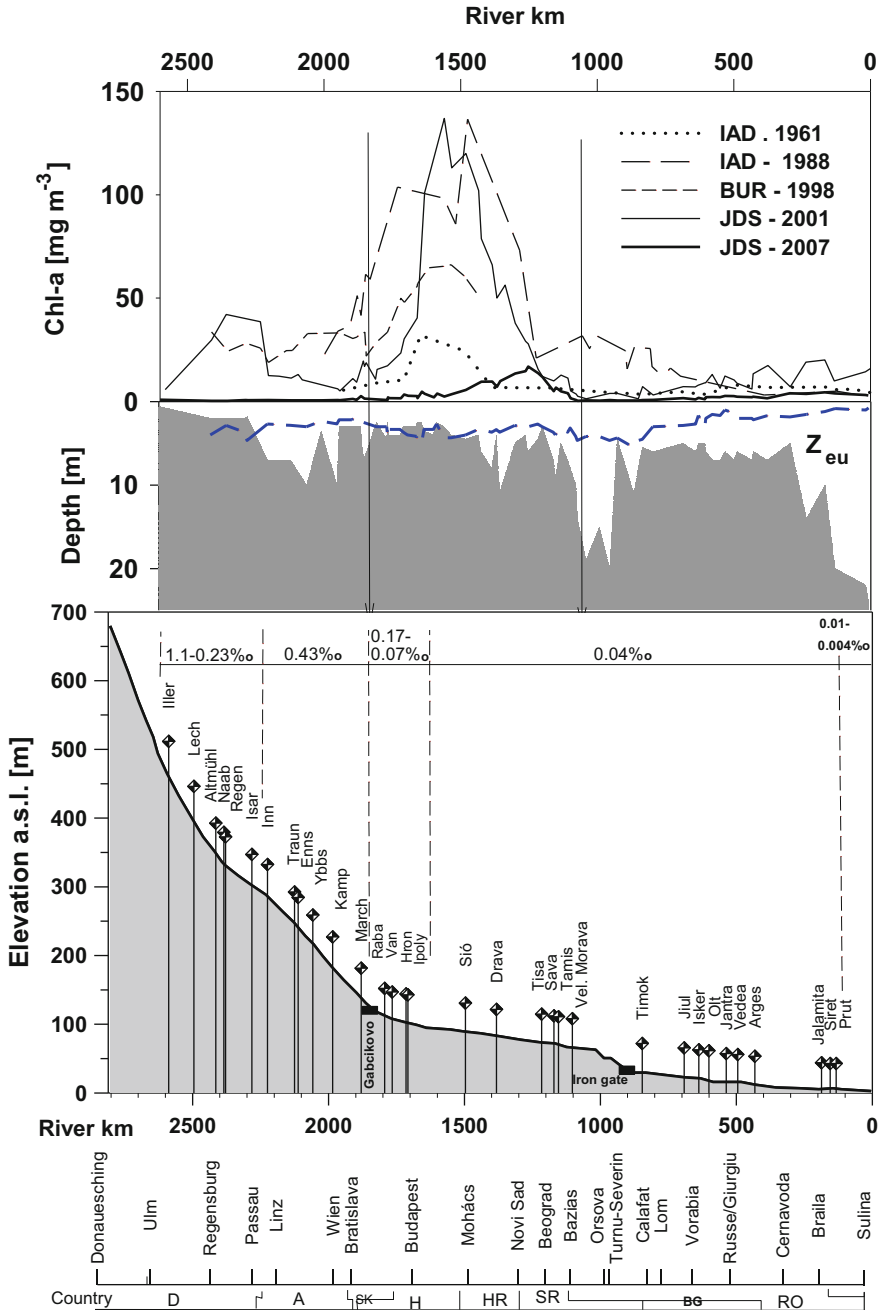 River km
2500 2000 1500 1000 500 0
150
100
50
0
Chl-a [mg m⁻³]
IAD . 1961
IAD - 1988
BUR - 1998
JDS - 2001
JDS - 2007
Z eu
10
20
Depth [m]
700
600
500
400
300
200
100
0
Elevation a.s.l. [m]
1.1-0.23‰
0.43‰
0.17-
0.07‰
0.04‰
0.01-
0.004‰
Iller
Lech
Altmühl
Naab
Regen
Isar
Inn
Traun
Enns
Ybbs
Kamp
March
Raba
Van
Hron
Ipoly
Sió
Drava
Tisa
Sava
Tamis
Vel. Morava
Timok
Jiul
Isker
Olt
Jantra
Vedea
Arges
Jalamita
Siret
Prut
Gabcikovo
Iron gate
River km 2500 2000 1500 1000 500 0
Donauesching
Ulm
Regensburg
Passau
Linz
Wien
Bratislava
Budapest
Mohács
Novi Sad
Beograd
Bazias
Orsova
Turnu-Severin
Calafat
Lom
Vorabia
Russe/Giurgiu
Cernavoda
Braila
Sulina
Country D A SK H HR SR BG RO